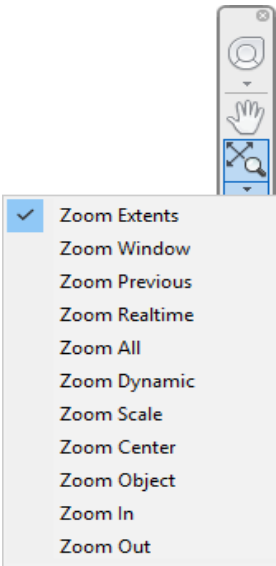 Zoom Extents
Zoom Window
Zoom Previous
Zoom Realtime
Zoom All
Zoom Dynamic
Zoom Scale
Zoom Center
Zoom Object
Zoom In
Zoom Out